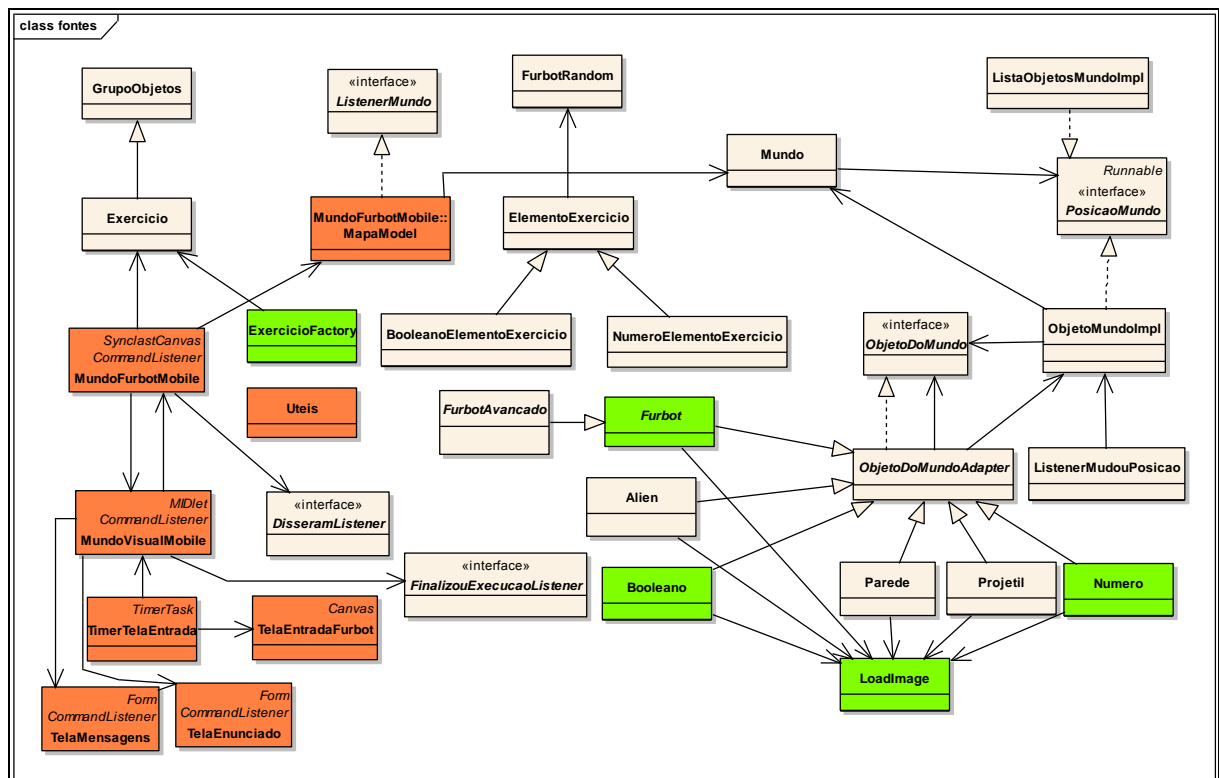 class fontes
GrupoObjetos
«interface»
ListenerMundo
FurbotRandom
ListaObjetosMundoImpl
Mundo
Runnable
«interface»
PosicaoMundo
Exercicio
MundoFurbotMobile::
MapaModel
ElementoExercicio
ExercicioFactory
BooleanoElementoExercicio
NumeroElementoExercicio
«interface»
ObjetoDoMundo
ObjetoMundoImpl
SynclastCanvas
CommandListener
MundoFurbotMobile
Uteis
FurbotAvancado
Furbot
ObjetoDoMundoAdapter
ListenerMudouPosicao
MIDlet
CommandListener
MundoVisualMobile
«interface»
DisseramListener
Alien
«interface»
FinalizouExecucaoListener
Booleano
Parede
Projetil
Numero
TimerTask
TimerTelaEntrada
Canvas
TelaEntradaFurbot
LoadImage
Form
CommandListener
TelaMensagens
Form
CommandListener
TelaEnunciado